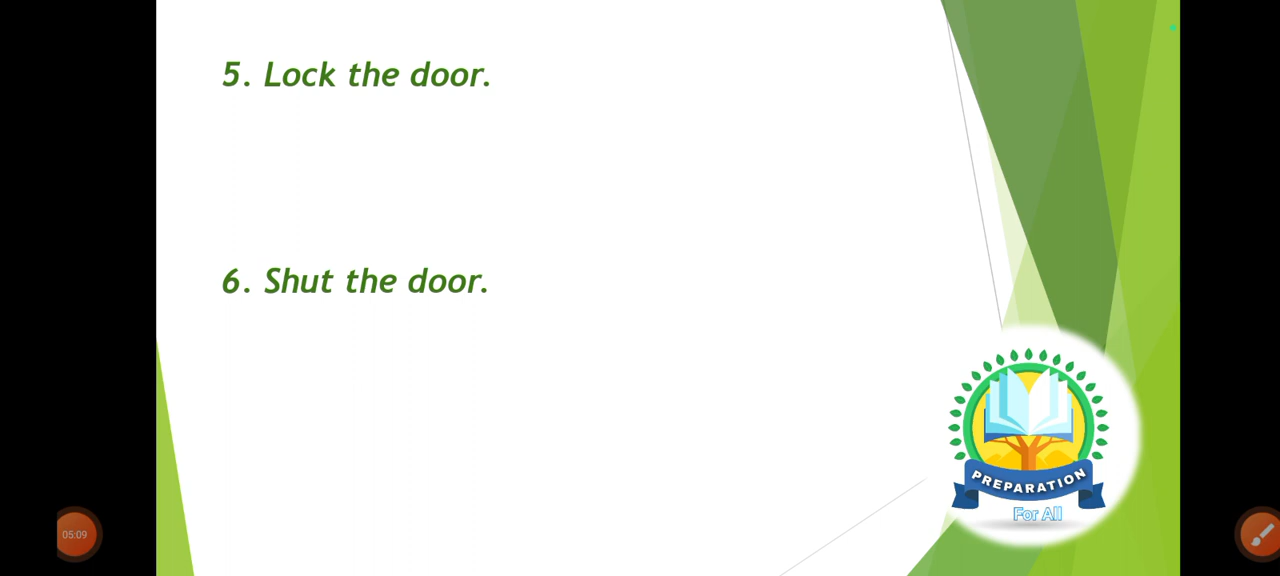 5. Lock the door.
6. Shut the door.
PREPARATION
For All
05:09